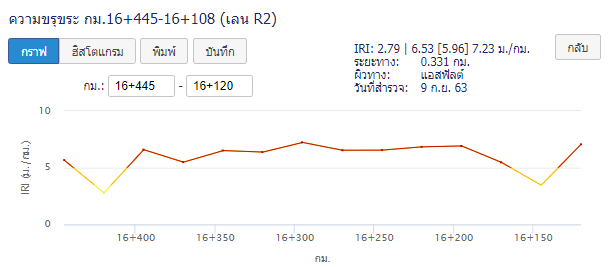 ความขรุขระ กม.16+445-16+108 (เลน R2)
กราฟ ฮิสโตแกรม พิมพ์ บันทึก
IRI: 2.79 | 6.53 [5.96] 7.23 ม./กม.
ระยะทาง: 0.331 กม.
ผิวทาง: แอสฟัลต์
วันที่สำรวจ: 9 ก.ย. 63
กลับ
กม.: 16+445 - 16+120
IRI (ม./กม.)
10
5
0
16+400 16+350 16+300 16+250 16+200 16+150
กม.